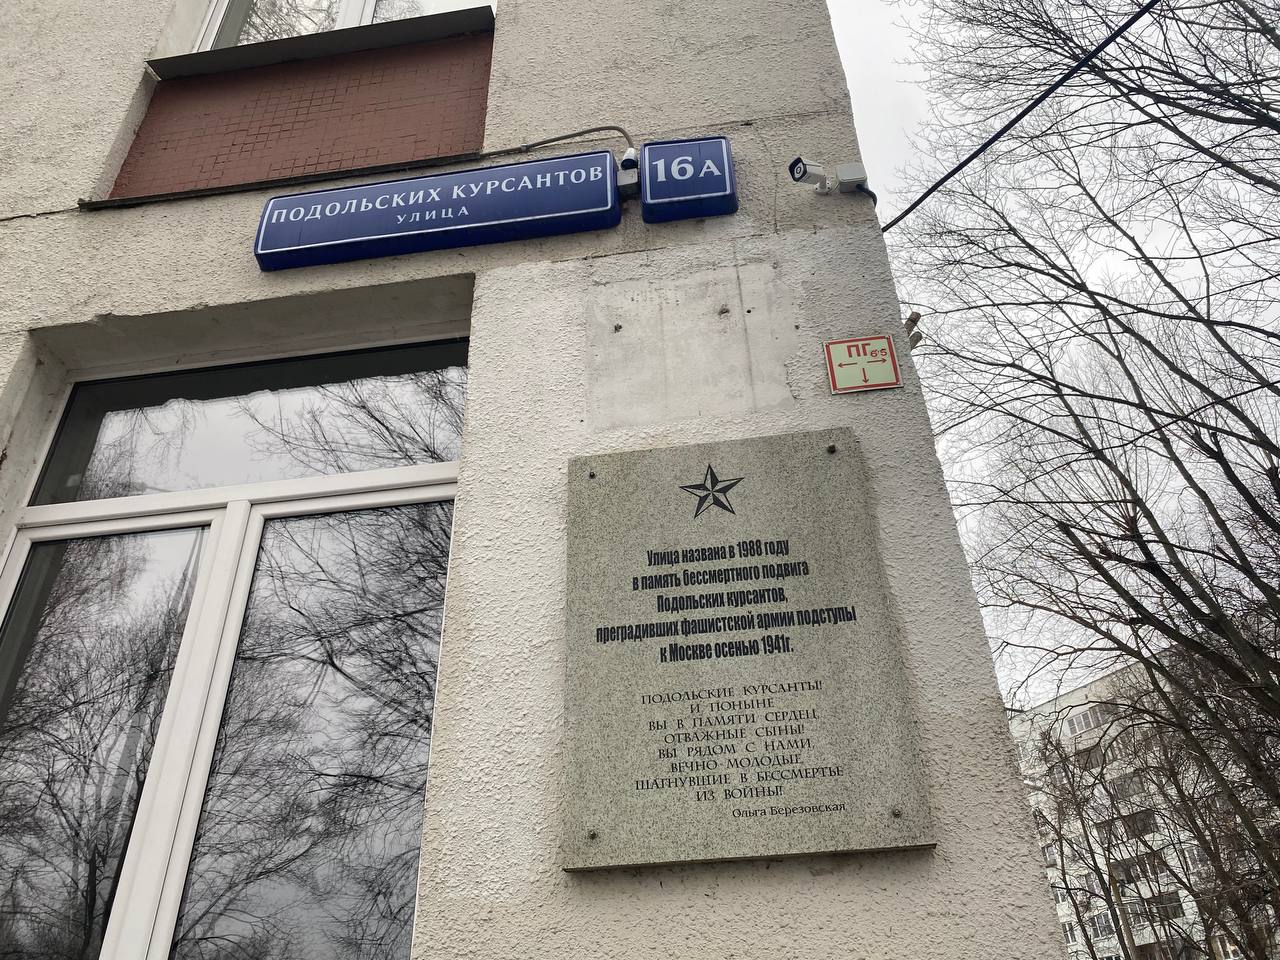 ПОДОЛЬСКИХ КУРСАНТОВ
УЛИЦА
16А
ПГ 65
Улица названа в 1988 году
в память бессмертного подвига
Подольских курсантов,
преградивших фашистской армии подступы
к Москве осенью 1941г.
ПОДОЛЬСКИЕ КУРСАНТЫ!
И ПОНЫНЕ
ВЫ В ПАМЯТИ СЕРДЕЦ,
ОТВАЖНЫЕ СЫНЫ!
ВЫ РЯДОМ С НАМИ,
ВЕЧНО МОЛОДЫЕ,
ШАГНУВШИЕ В БЕССМЕРТЬЕ
ИЗ ВОЙНЫ!
Ольга Березовская